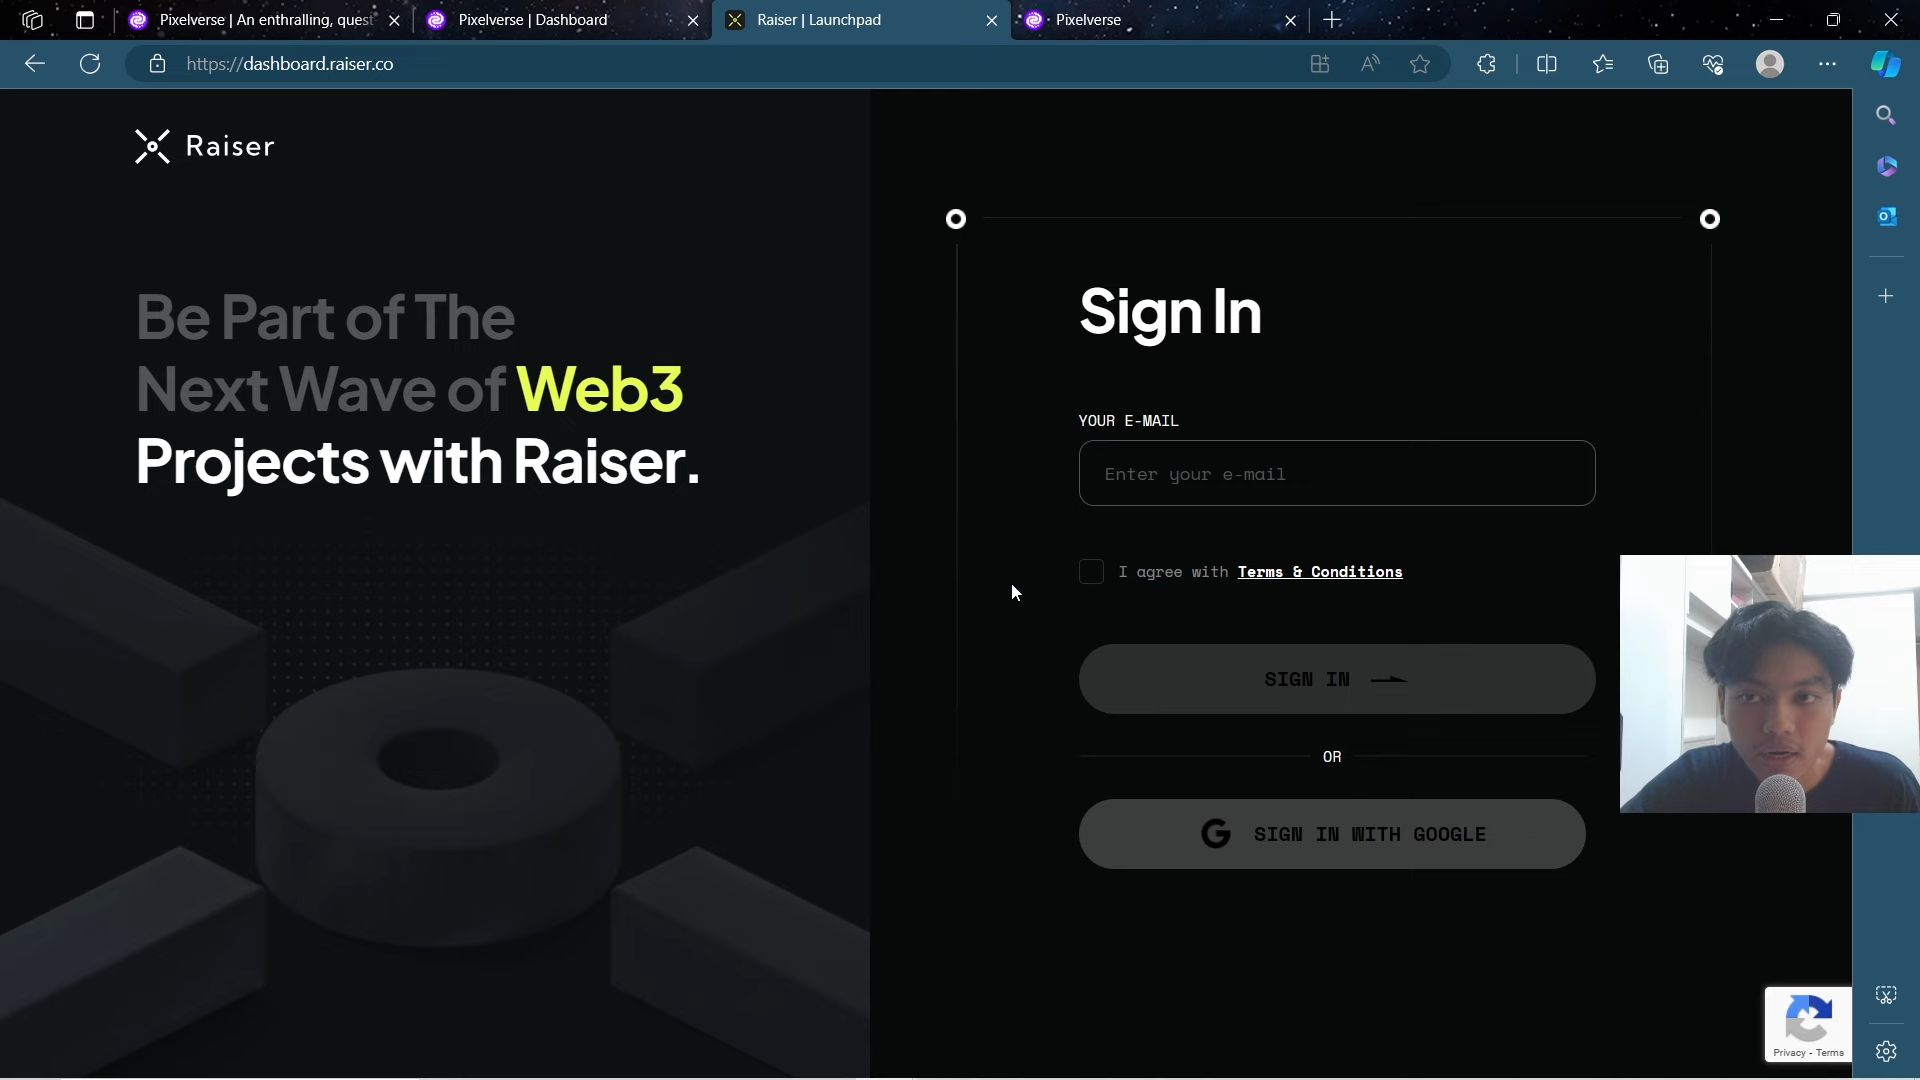 Pixelverse | An enthralling, quest
Pixelverse | Dashboard
Raiser | Launchpad
Pixelverse
https://dashboard.raiser.co
Raiser
Be Part of The
Next Wave of Web3
Projects with Raiser.
Sign In
YOUR E-MAIL
Enter your e-mail
I agree with Terms & Conditions
SIGN IN
OR
SIGN IN WITH GOOGLE
Privacy - Terms